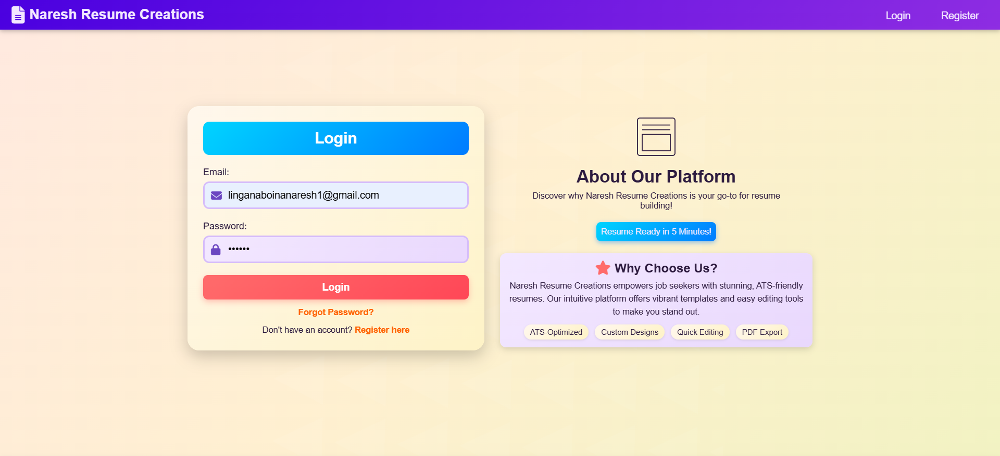 Naresh Resume Creations
Login
Register
Login
Email:
linganaboinanaresh1@gmail.com
Password:
••••••
Login
Forgot Password?
Don't have an account? Register here
About Our Platform
Discover why Naresh Resume Creations is your go-to for resume
building!
Resume Ready in 5 Minutes!
Why Choose Us?
Naresh Resume Creations empowers job seekers with stunning, ATS-friendly
resumes. Our intuitive platform offers vibrant templates and easy editing tools
to make you stand out.
ATS-Optimized
Custom Designs
Quick Editing
PDF Export